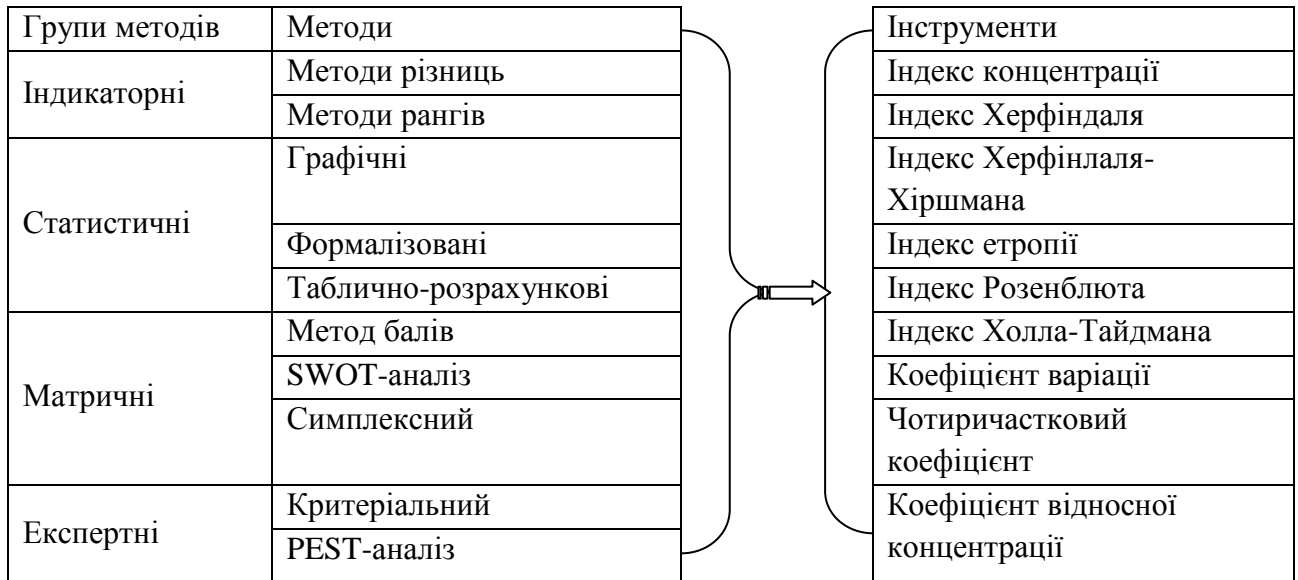 Групи методів
Методи
Індикаторні
Методи різниць
Методи рангів
Статистичні
Графічні
Формалізовані
Таблично-розрахункові
Матричні
Метод балів
SWOT-аналіз
Симплексний
Експертні
Критеріальний
PEST-аналіз
Інструменти
Індекс концентрації
Індекс Херфіндаля
Індекс Херфінлаля-
Хіршмана
Індекс етропії
Індекс Розенблюта
Індекс Холла-Тайдмана
Коефіцієнт варіації
Чотиричастковий
коефіцієнт
Коефіцієнт відносної
концентрації